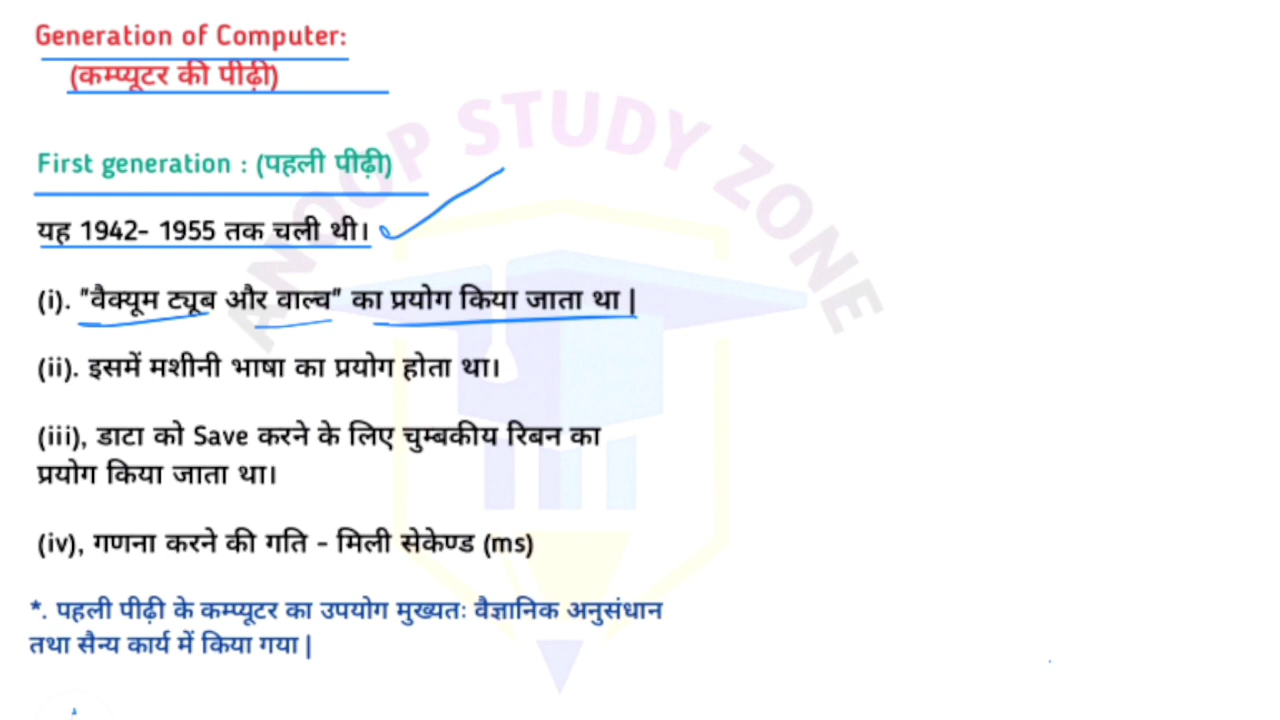 Generation of Computer:
(कम्प्यूटर की पीढ़ी)
ANOOP STUDY ZONE
First generation : (पहली पीढ़ी)
यह 1942- 1955 तक चली थी।
(i). "वैक्यूम ट्यूब और वाल्व" का प्रयोग किया जाता था |
(ii). इसमें मशीनी भाषा का प्रयोग होता था।
(iii), डाटा को Save करने के लिए चुम्बकीय रिबन का
प्रयोग किया जाता था।
(iv), गणना करने की गति - मिली सेकेण्ड (ms)
*. पहली पीढ़ी के कम्प्यूटर का उपयोग मुख्यतः वैज्ञानिक अनुसंधान
तथा सैन्य कार्य में किया गया |